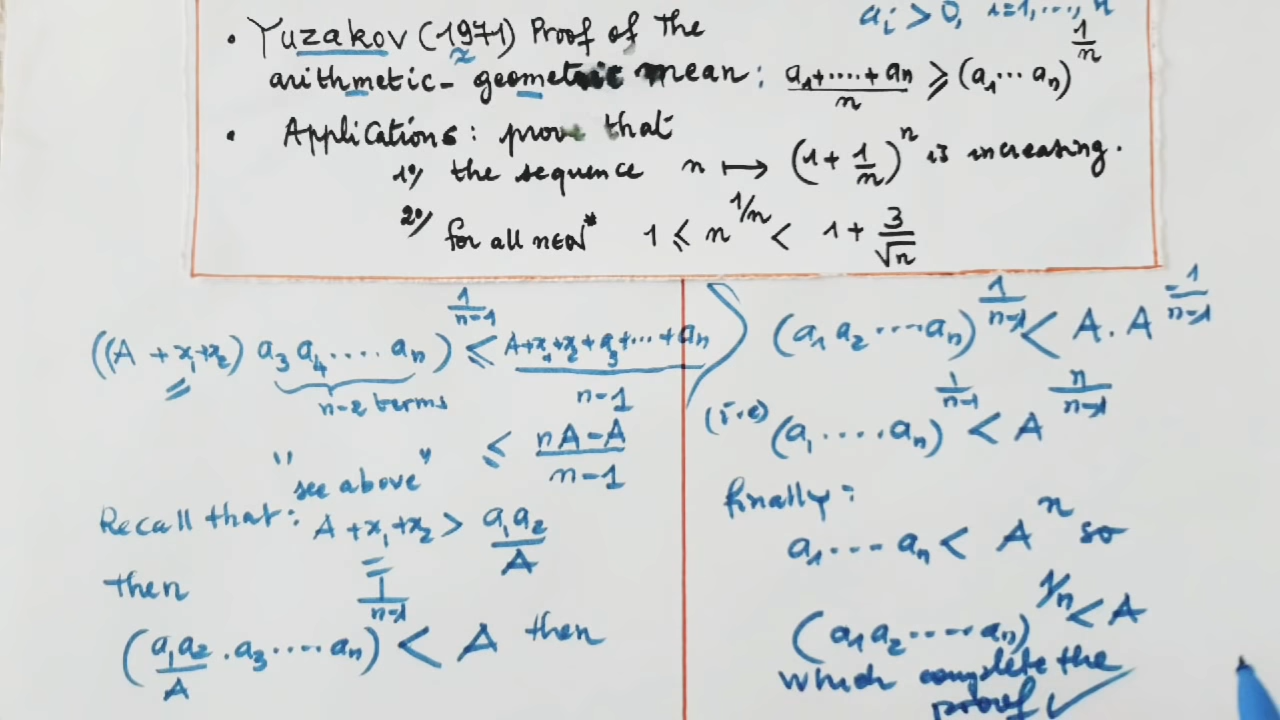 aᵢ > 0, i=1,...,n
• Yuzakov (1971) Proof of the
arithmetic-geometric mean: (a₁+....+aₙ)/n ⩾ (a₁...aₙ)^(1/n)
• Applications: prove that
1°/ the sequence n ⟼ (1+1/n)^n is increasing.
2°/ for all n∈ℕ* 1 ⩽ n^(1/n) < 1+3/√n
((A+x₁+x₂) a₃ a₄ .... aₙ)^(1/(n-1)) ⩽ (A+x₁+x₂+a₃+...+aₙ)/(n-1)
n-2 terms
"see above" ⩽ (nA-A)/(n-1)
Recall that: A+x₁+x₂ > a₁a₂/A
then
(a₁a₂/A . a₃ .... aₙ)^(1/(n-1)) < A then
(a₁ a₂ .... aₙ)^(1/(n-1)) < A . A^(1/(n-1))
(i.e) (a₁ .... aₙ)^(1/(n-1)) < A^(n/(n-1))
finally:
a₁ ... aₙ < A^n so
(a₁ a₂ .... aₙ)^(1/n) < A
which complete the
proof ✓